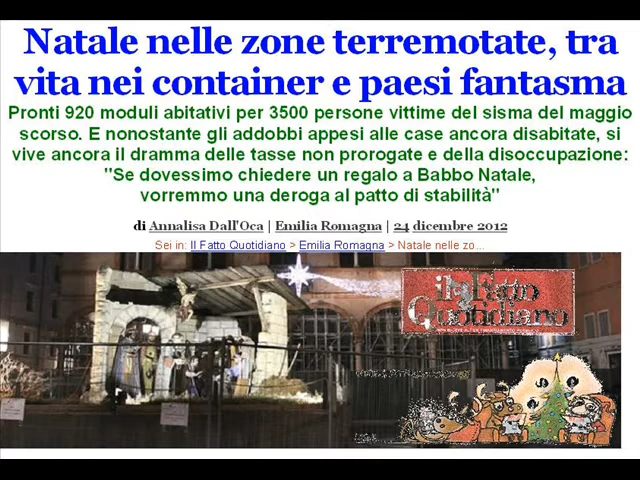 Natale nelle zone terremotate, tra
vita nei container e paesi fantasma
Pronti 920 moduli abitativi per 3500 persone vittime del sisma del maggio
scorso. E nonostante gli addobbi appesi alle case ancora disabitate, si
vive ancora il dramma delle tasse non prorogate e della disoccupazione:
"Se dovessimo chiedere un regalo a Babbo Natale,
vorremmo una deroga al patto di stabilità"
di Annalisa Dall'Oca | Emilia Romagna | 24 dicembre 2012
Sei in: Il Fatto Quotidiano > Emilia Romagna > Natale nelle zo...
il Fatto
Quotidiano